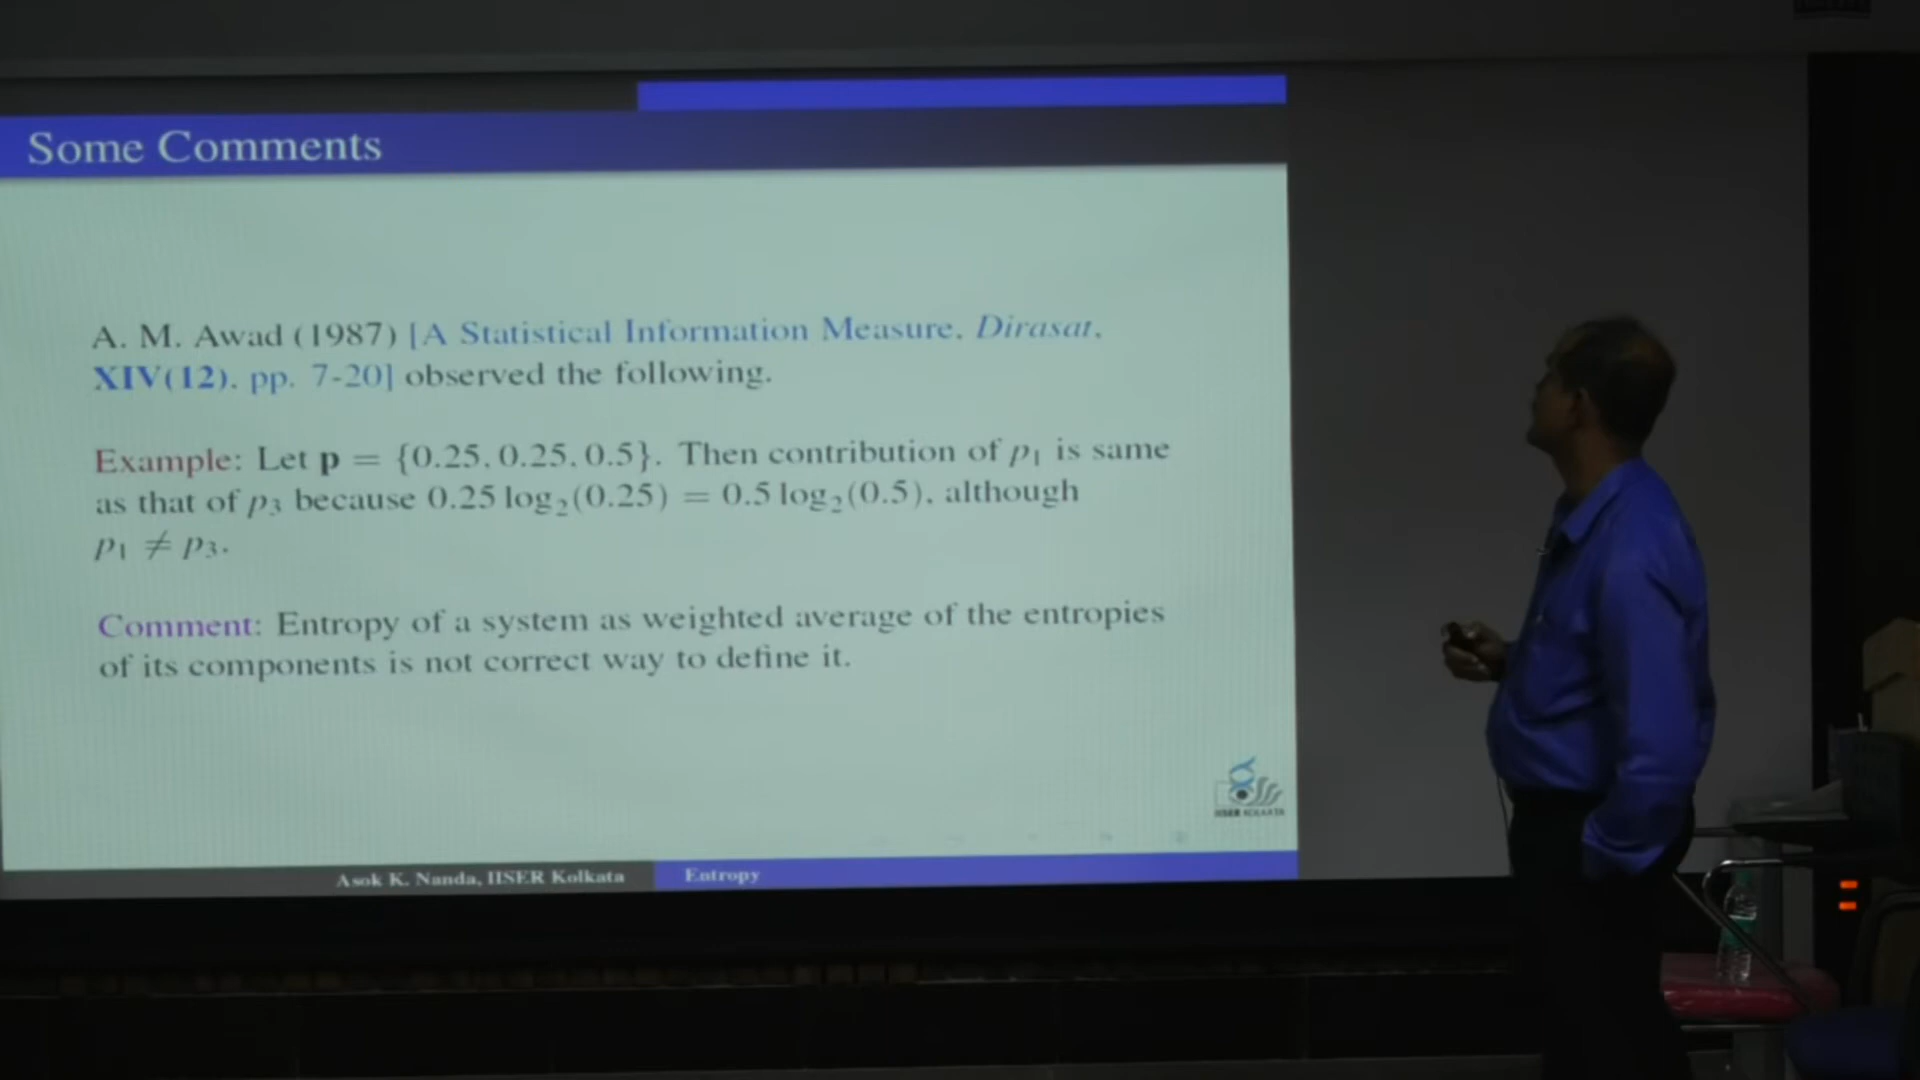 Some Comments
A. M. Awad (1987) [A Statistical Information Measure, Dirasat,
XIV(12), pp. 7-20] observed the following.
Example: Let p = {0.25, 0.25, 0.5}. Then contribution of p₁ is same
as that of p₃ because 0.25 log₂(0.25) = 0.5 log₂(0.5), although
p₁ ≠ p₃.
Comment: Entropy of a system as weighted average of the entropies
of its components is not correct way to define it.
IISER KOLKATA
Asok K. Nanda, IISER Kolkata
Entropy